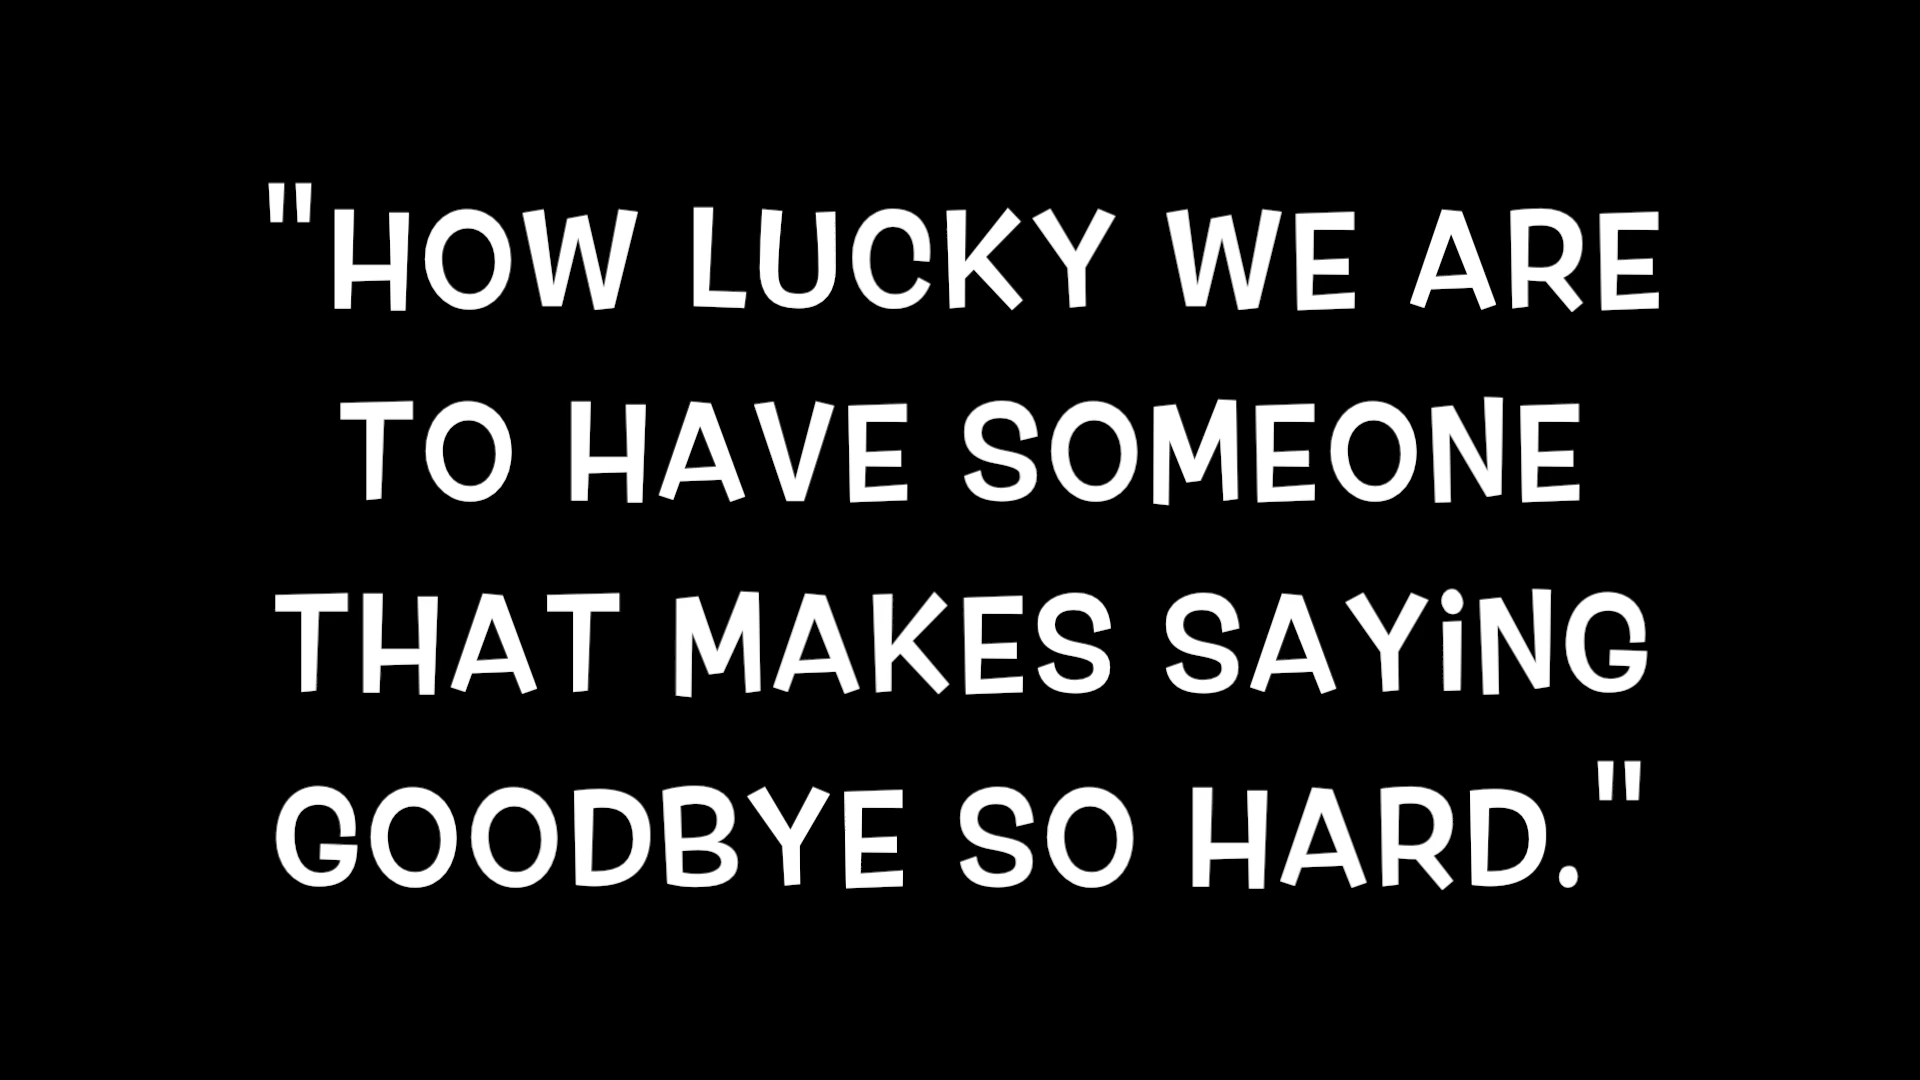 "HOW LUCKY WE ARE
TO HAVE SOMEONE
THAT MAKES SAYiNG
GOODBYE SO HARD."